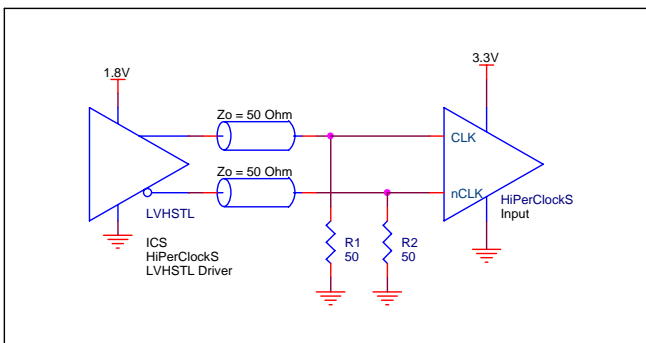 1.8V
3.3V
Zo = 50 Ohm
CLK
Zo = 50 Ohm
nCLK
LVHSTL
HiPerClockS
Input
ICS
HiPerClockS
LVHSTL Driver
R1
50
R2
50